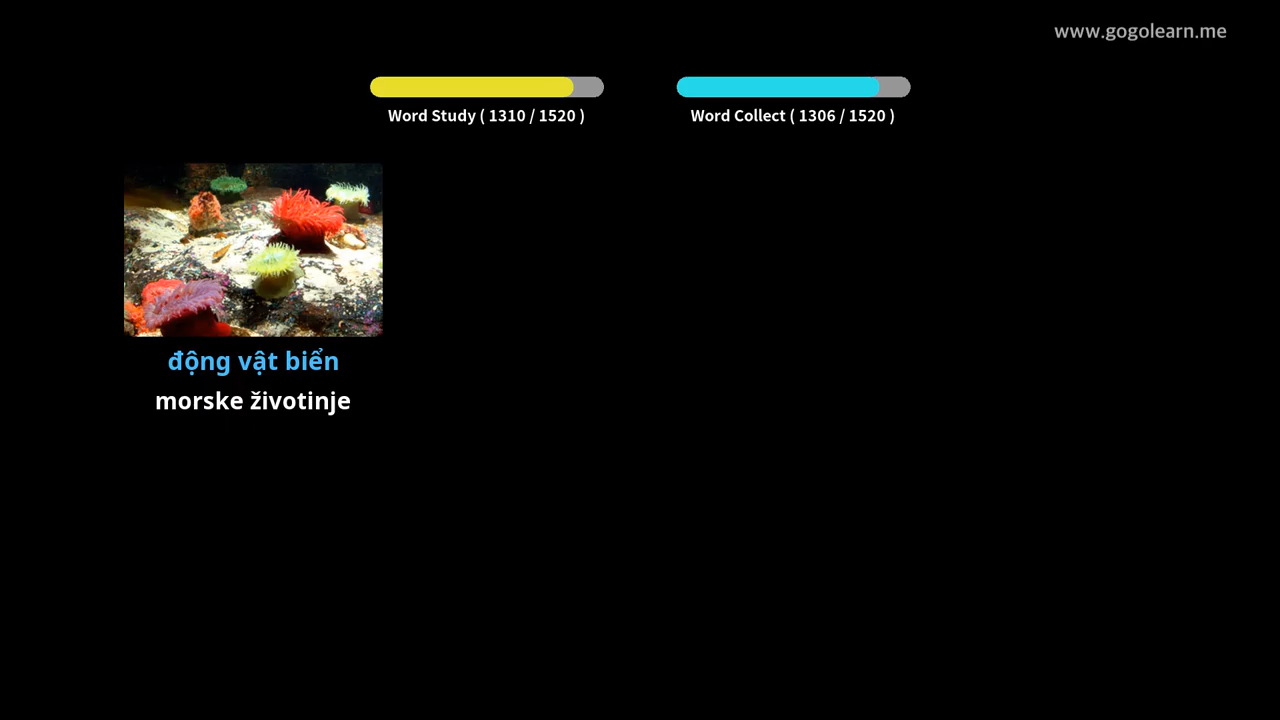 www.gogolearn.me
Word Study ( 1310 / 1520 )
Word Collect ( 1306 / 1520 )
động vật biển
morske životinje